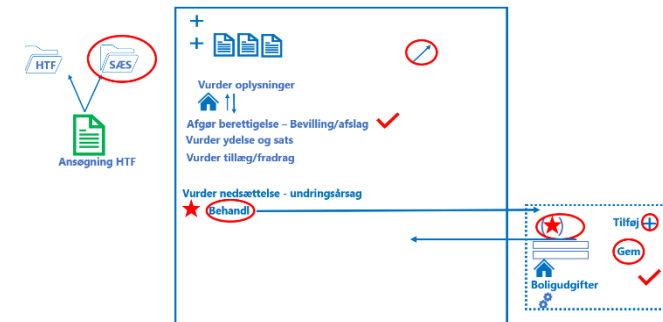 HTF
SÆS
Ansøgning HTF
Vurder oplysninger
Afgør berettigelse – Bevilling/afslag
Vurder ydelse og sats
Vurder tillæg/fradrag
Vurder nedsættelse - undringsårsag
Behandl
Tilføj
Gem
Boligudgifter